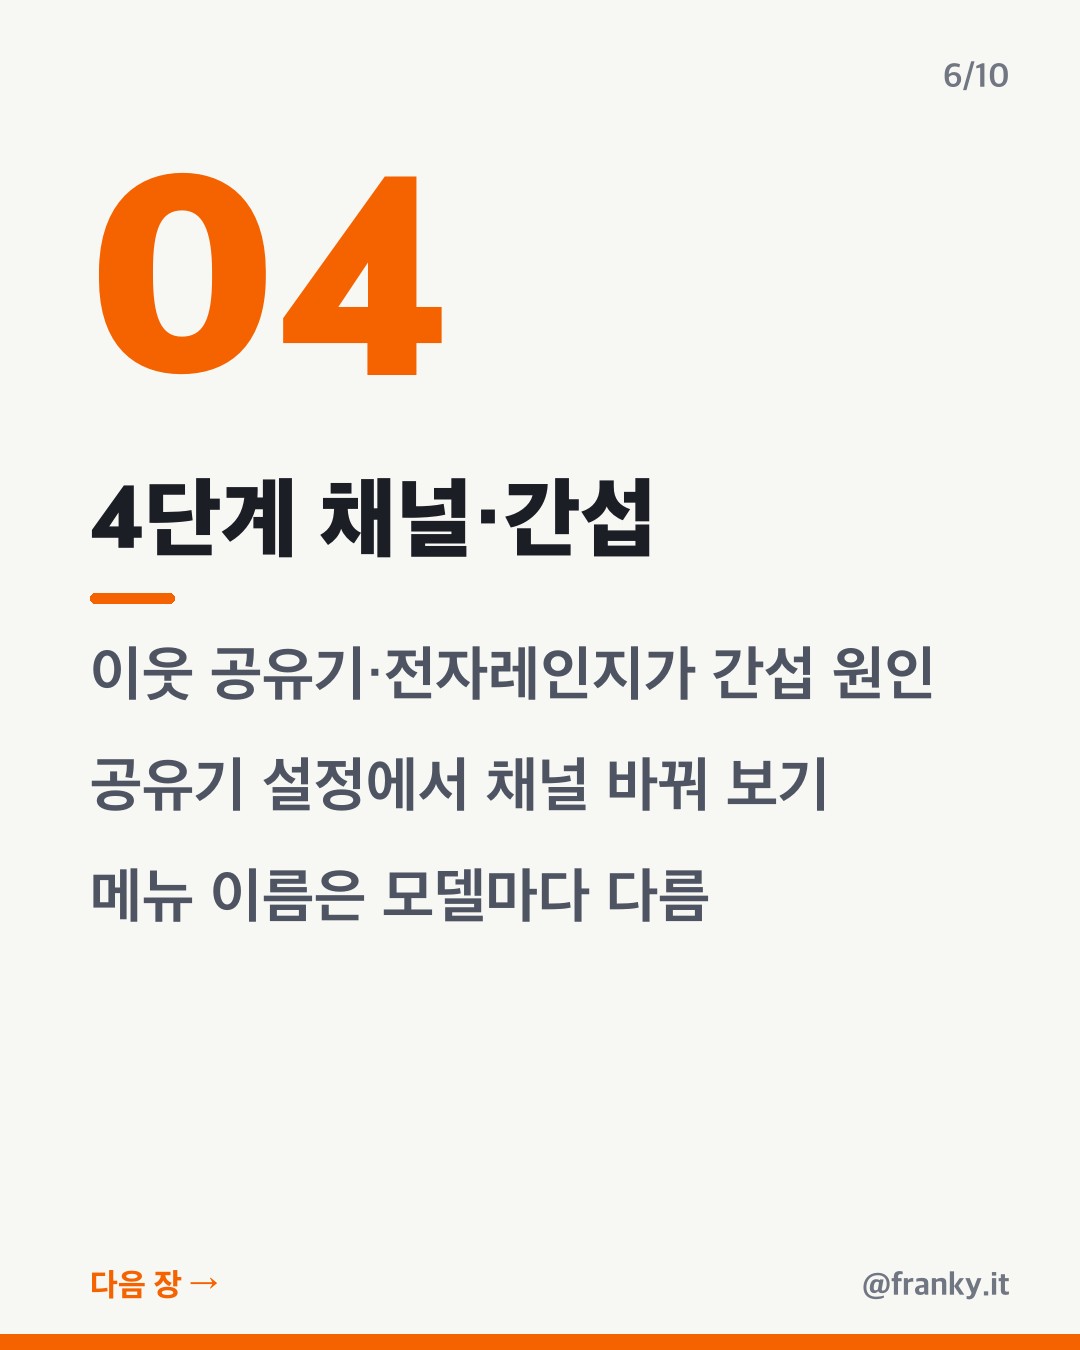 6/10
04
4단계 채널·간섭
이웃 공유기·전자레인지가 간섭 원인
공유기 설정에서 채널 바꿔 보기
메뉴 이름은 모델마다 다름
다음 장 →
@franky.it